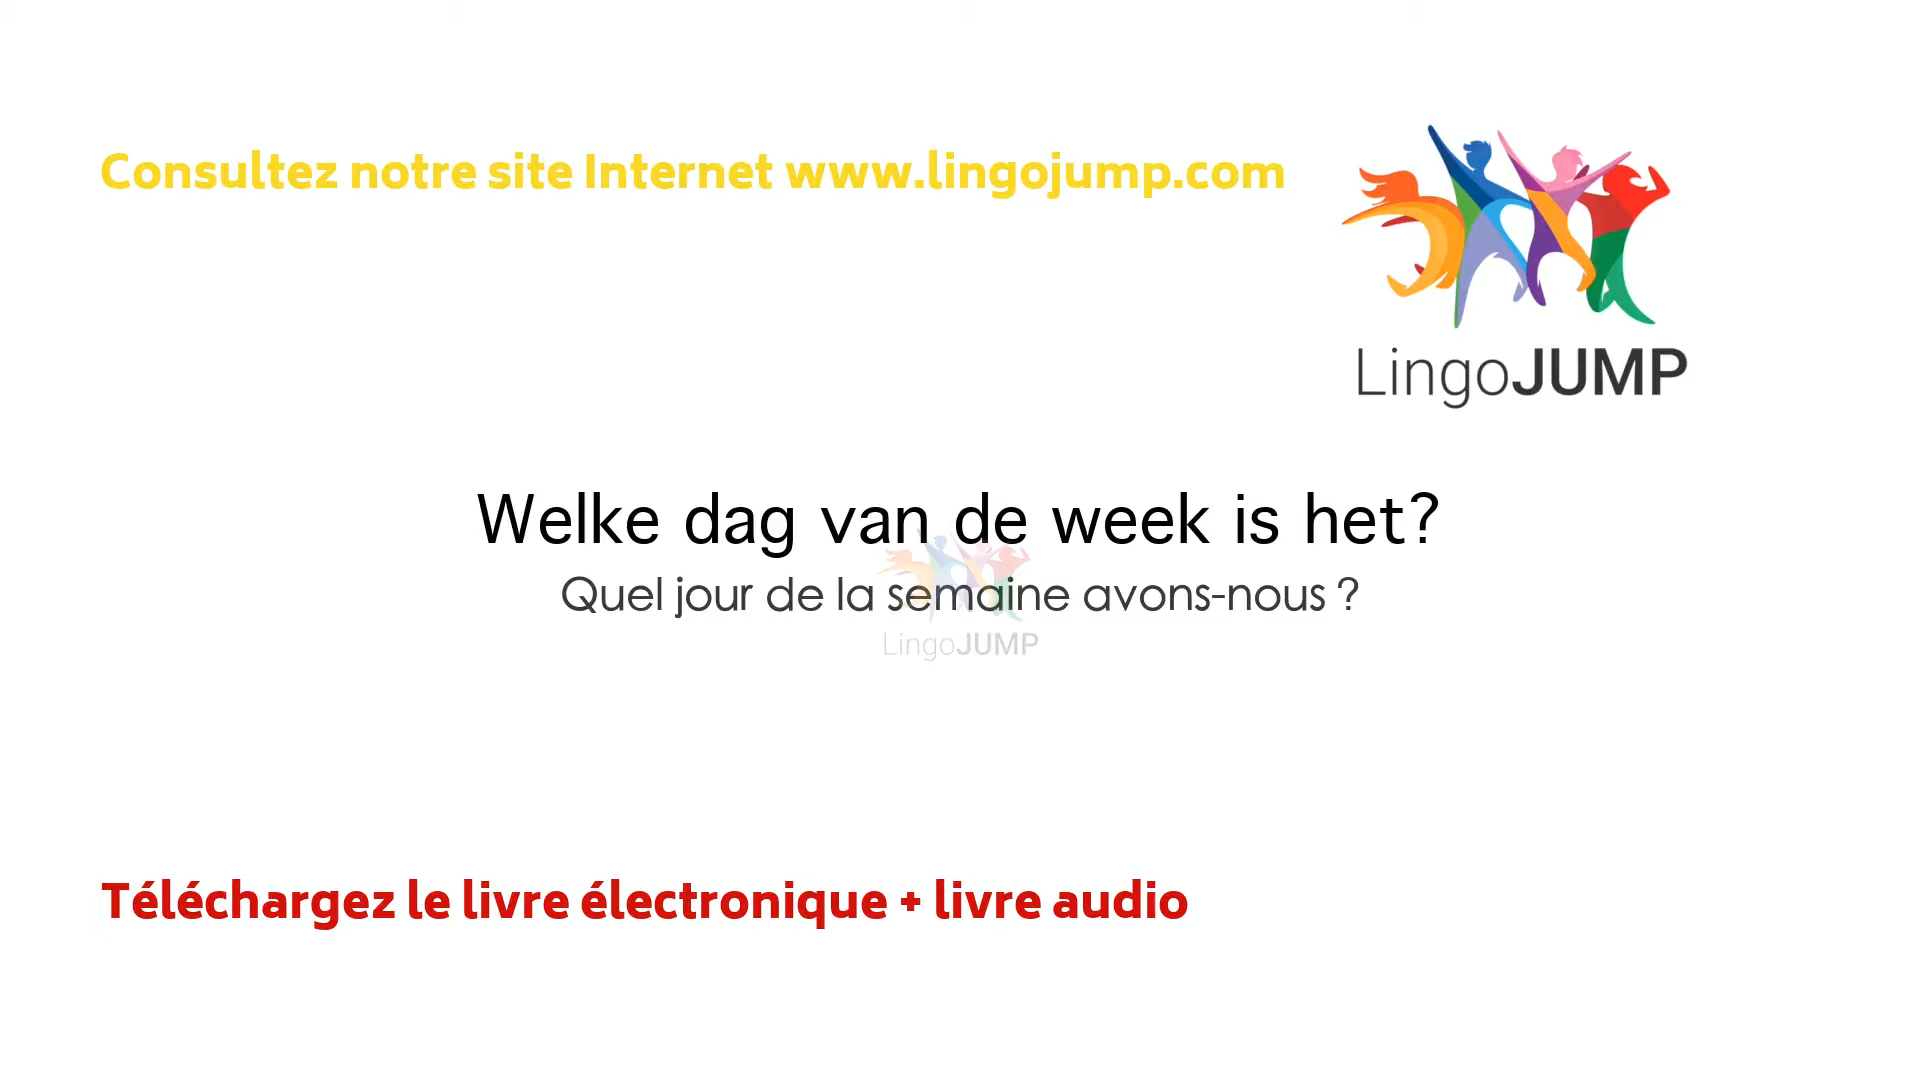 Consultez notre site Internet www.lingojump.com
LingoJUMP
Welke dag van de week is het?
Quel jour de la semaine avons-nous ?
LingoJUMP
Téléchargez le livre électronique + livre audio